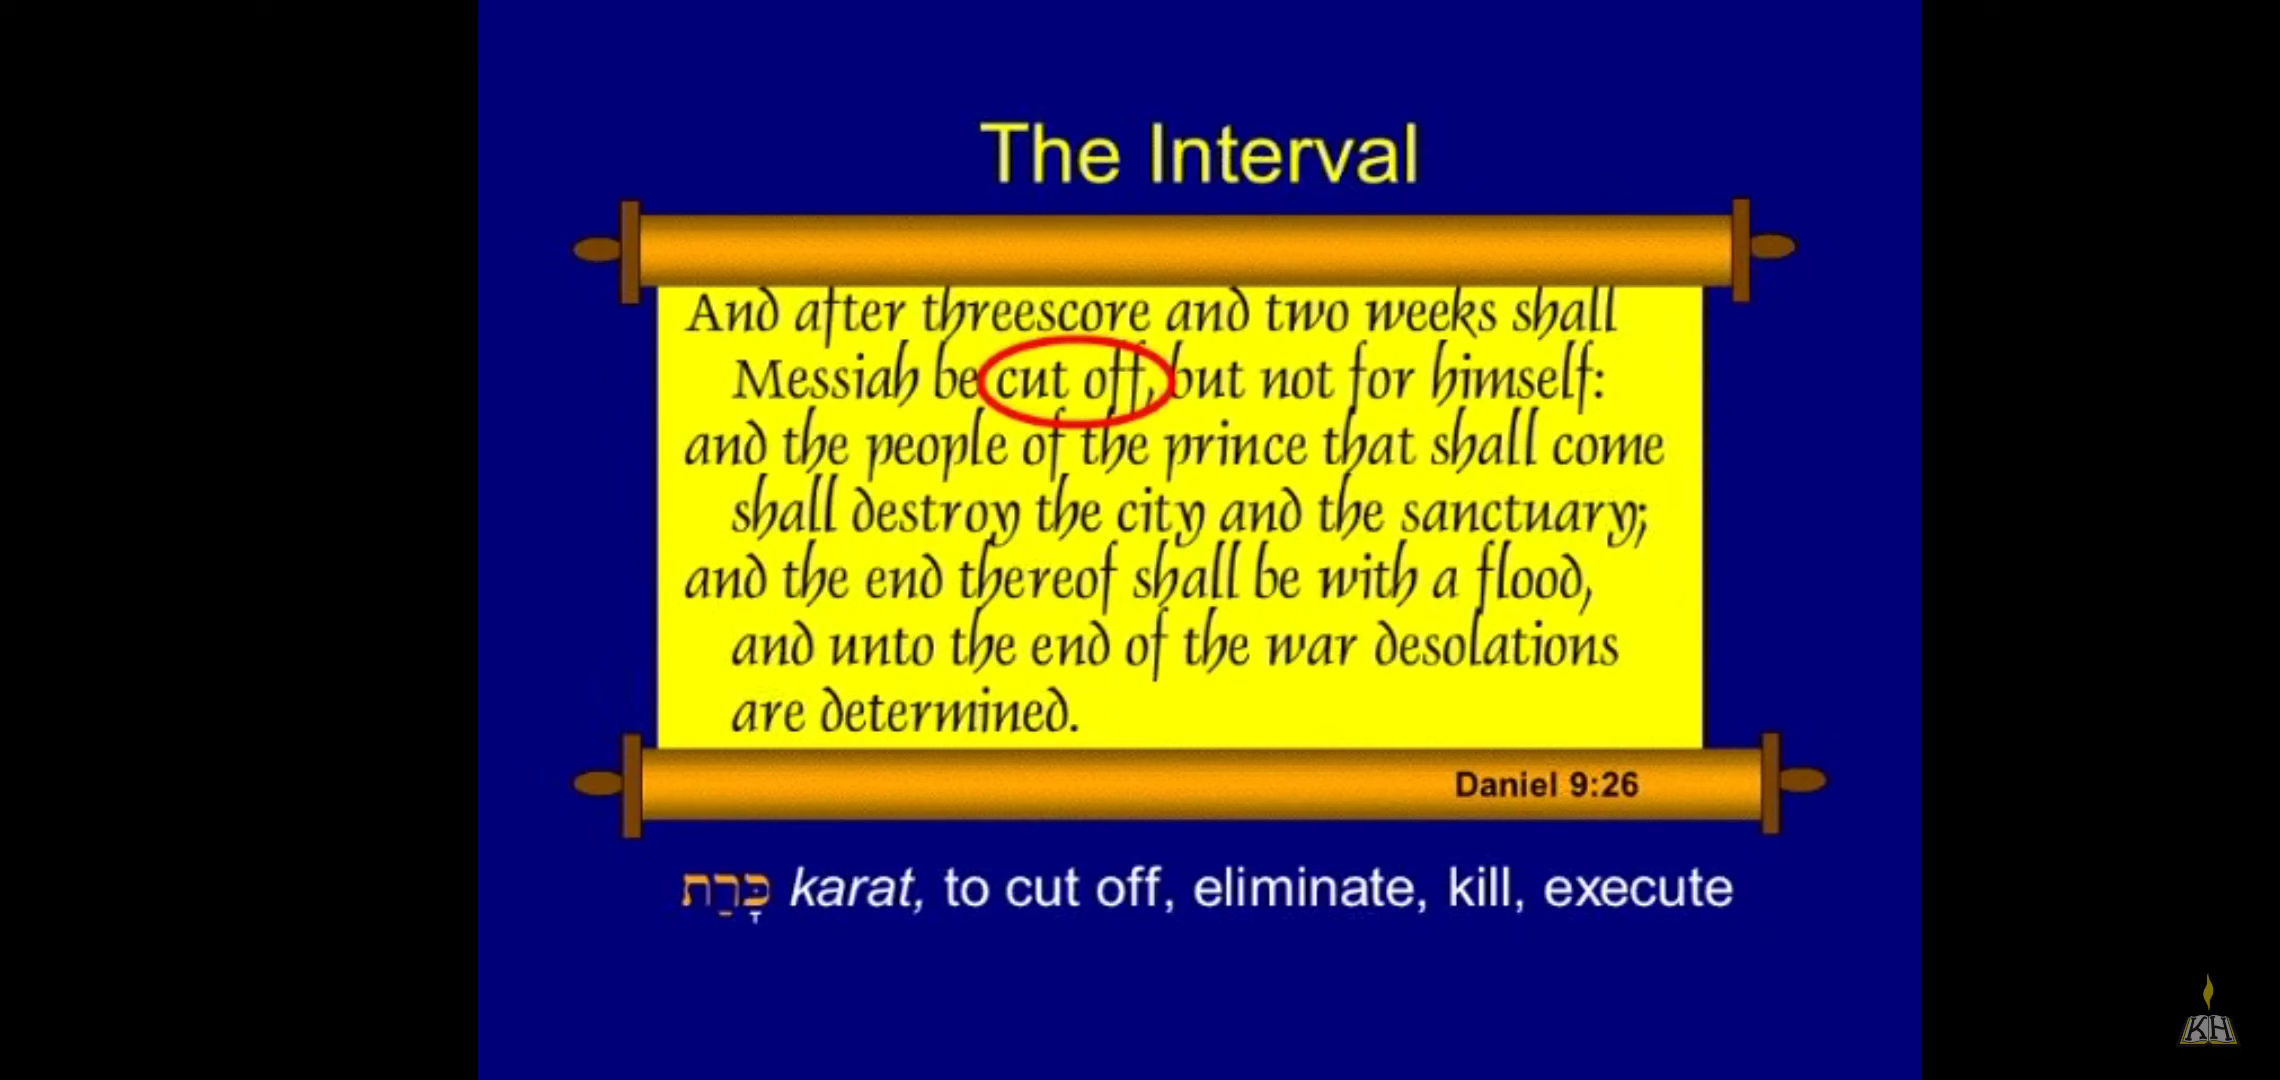 The Interval
And after threescore and two weeks shall
Messiah be cut off, but not for himself:
and the people of the prince that shall come
shall destroy the city and the sanctuary;
and the end thereof shall be with a flood,
and unto the end of the war desolations
are determined.
Daniel 9:26
כָּרַת karat, to cut off, eliminate, kill, execute
KH